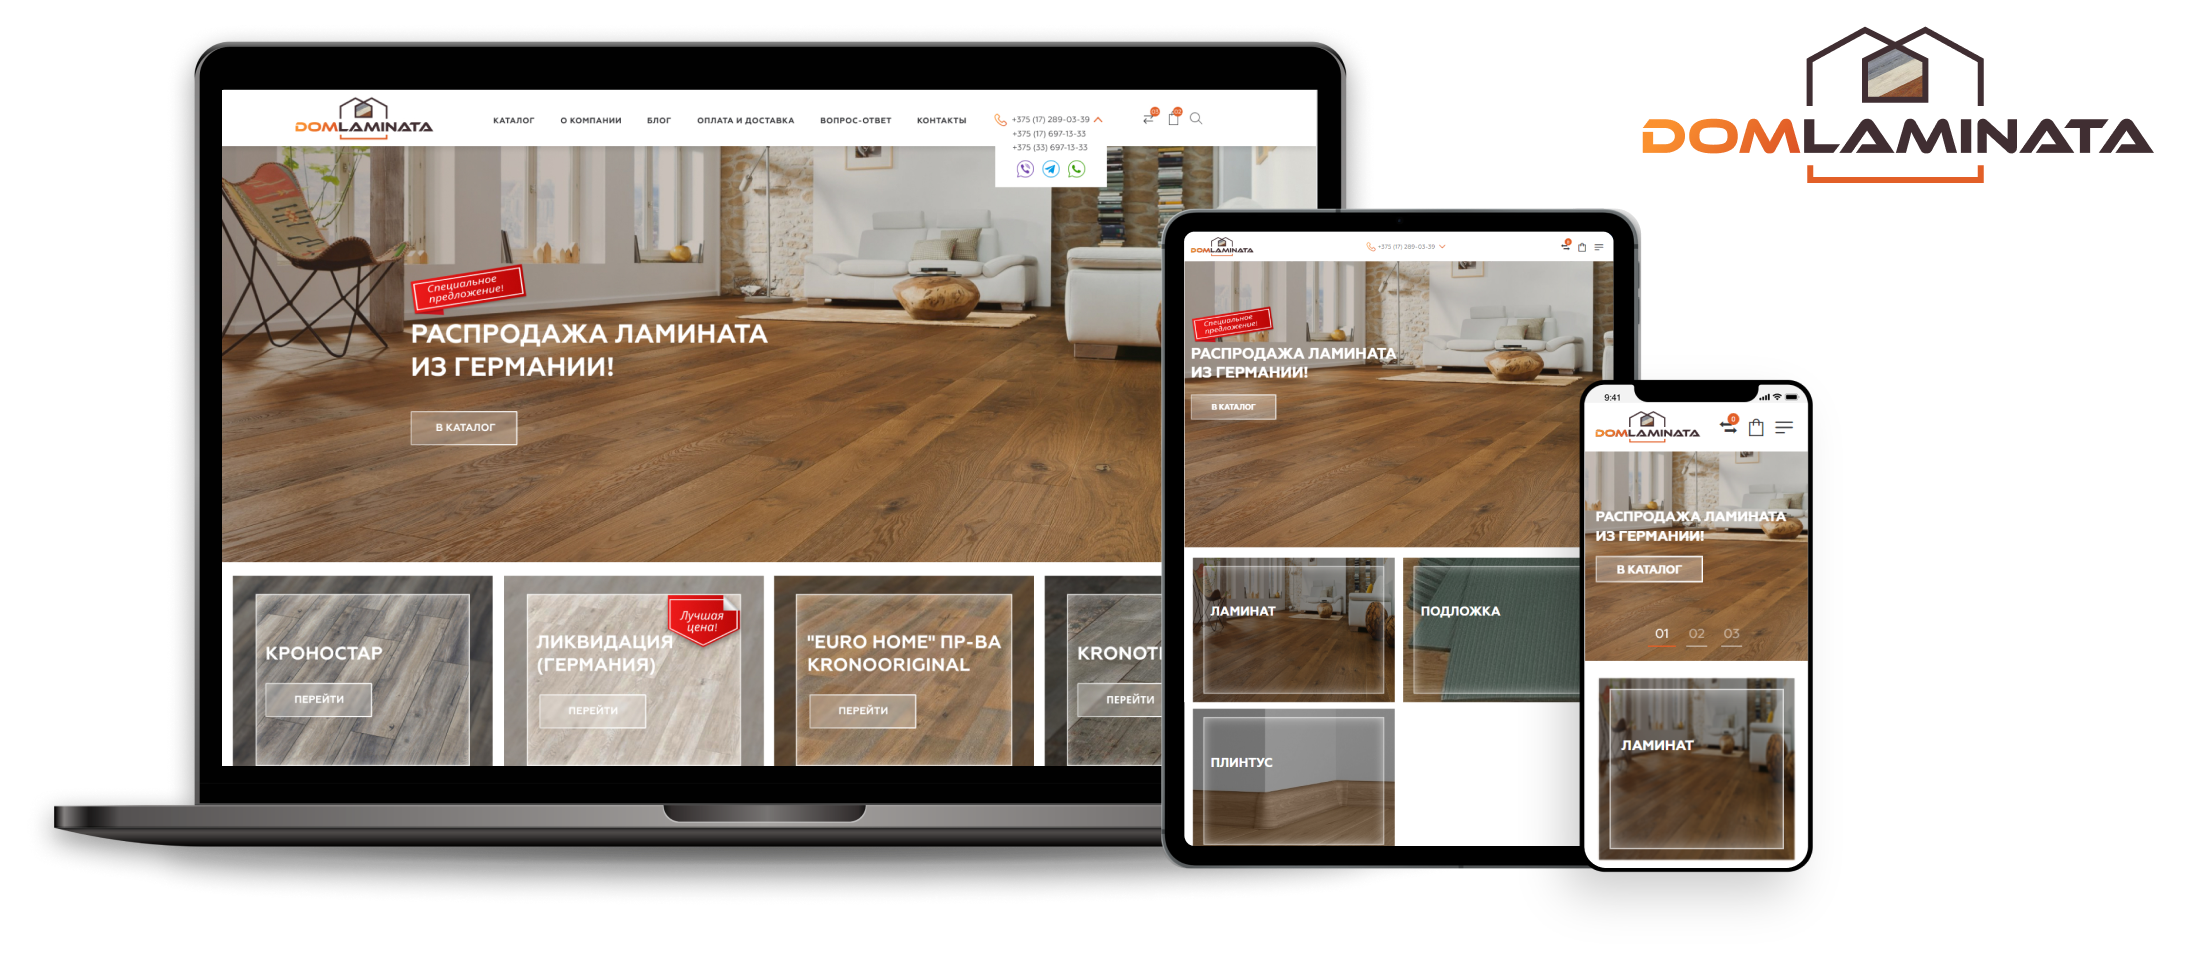 DOMLAMINATA
DOMLAMINATA
КАТАЛОГ
О КОМПАНИИ
БЛОГ
ОПЛАТА И ДОСТАВКА
ВОПРОС-ОТВЕТ
КОНТАКТЫ
+375 (17) 289-03-39
+375 (17) 697-13-33
+375 (33) 697-13-33
Специальное
предложение!
РАСПРОДАЖА ЛАМИНАТА
ИЗ ГЕРМАНИИ!
В КАТАЛОГ
КРОНОСТАР
ПЕРЕЙТИ
Лучшая
цена!
ЛИКВИДАЦИЯ
(ГЕРМАНИЯ)
ПЕРЕЙТИ
"EURO HOME" ПР-ВА
KRONOORIGINAL
ПЕРЕЙТИ
KRONOT
ПЕРЕЙТИ
DOMLAMINATA
+375 (17) 289-03-39
Специальное
предложение!
РАСПРОДАЖА ЛАМИНАТА
ИЗ ГЕРМАНИИ!
В КАТАЛОГ
ЛАМИНАТ
ПОДЛОЖКА
ПЛИНТУС
9:41
DOMLAMINATA
0
РАСПРОДАЖА ЛАМИНАТА
ИЗ ГЕРМАНИИ!
В КАТАЛОГ
01 02 03
ЛАМИНАТ